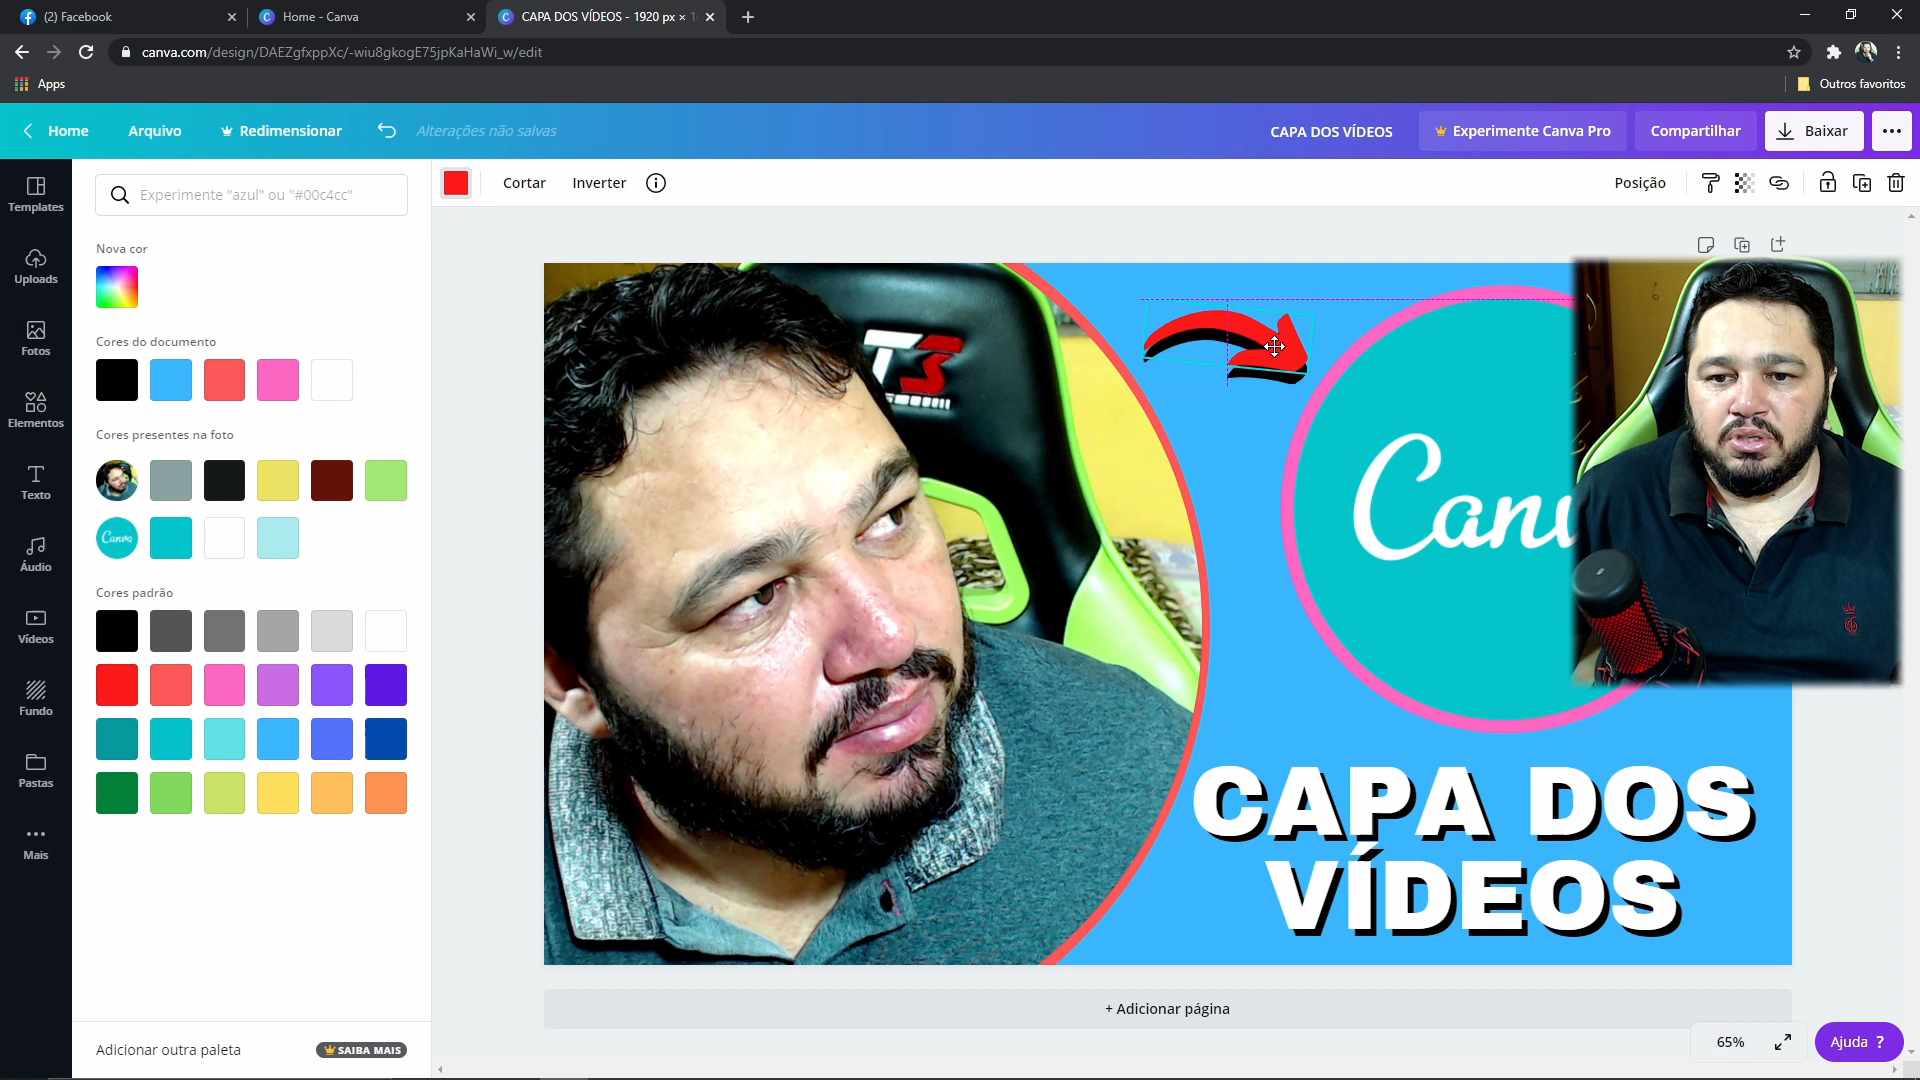 (2) Facebook
Home - Canva
CAPA DOS VÍDEOS - 1920 px ×
canva.com/design/DAEZgfxppXc/-wiu8gkogE75jpKaHaWi_w/edit
Apps
Outros favoritos
Home
Arquivo
Redimensionar
Alterações não salvas
CAPA DOS VÍDEOS
Experimente Canva Pro
Compartilhar
Baixar
Templates
Uploads
Fotos
Elementos
Texto
Áudio
Vídeos
Fundo
Pastas
Mais
Experimente "azul" ou "#00c4cc"
Nova cor
Cores do documento
Cores presentes na foto
Canva
Cores padrão
Adicionar outra paleta
SAIBA MAIS
Cortar
Inverter
Posição
T3
CAPA DOS
VÍDEOS
+ Adicionar página
65%
Ajuda ?